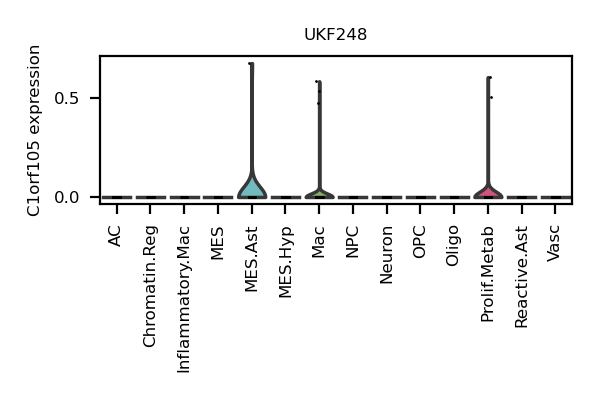 UKF248
C1orf105 expression
0.5
0.0
AC
Chromatin.Reg
Inflammatory.Mac
MES
MES.Ast
MES.Hyp
Mac
NPC
Neuron
OPC
Oligo
Prolif.Metab
Reactive.Ast
Vasc